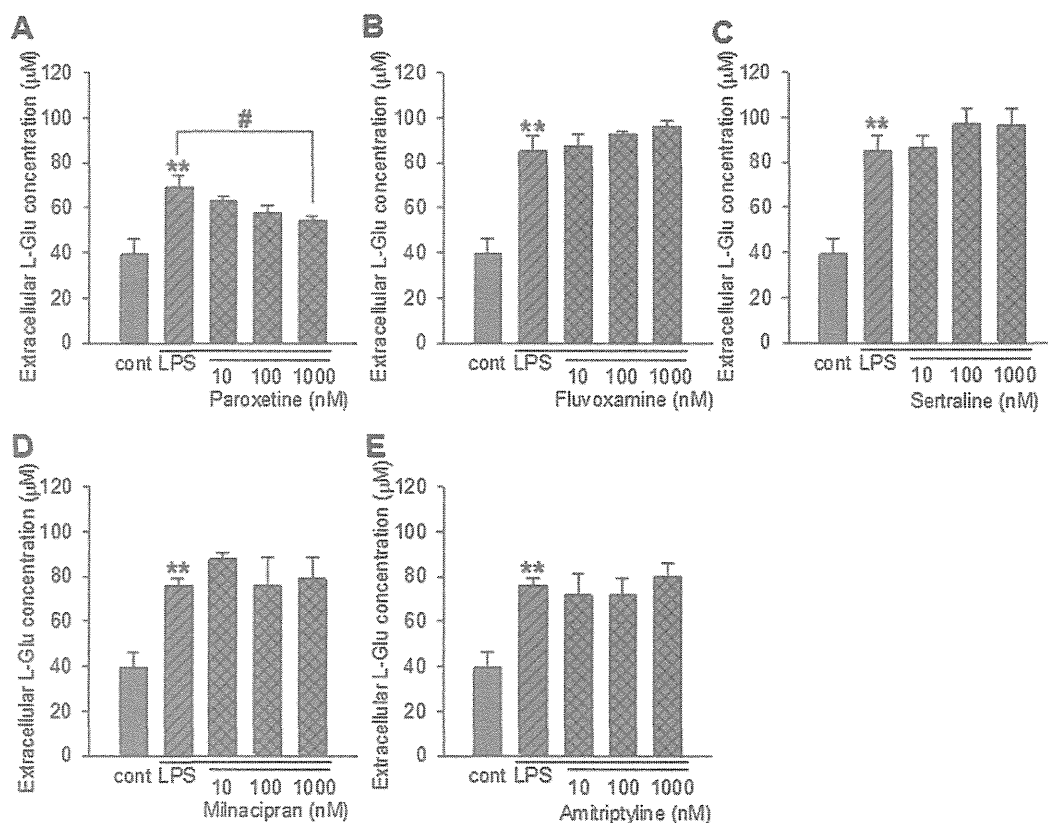 A
Extracellular L-Glu concentration (μM)
120
100
80
60
40
20
0
#
**
cont LPS
10 100 1000
Paroxetine (nM)
B
Extracellular L-Glu concentration (μM)
120
100
80
60
40
20
0
**
cont LPS
10 100 1000
Fluvoxamine (nM)
C
Extracellular L-Glu concentration (μM)
120
100
80
60
40
20
0
**
cont LPS
10 100 1000
Sertraline (nM)
D
Extracellular L-Glu concentration (μM)
120
100
80
60
40
20
0
**
cont LPS
10 100 1000
Milnacipran (nM)
E
Extracellular L-Glu concentration (μM)
120
100
80
60
40
20
0
**
cont LPS
10 100 1000
Amitriptyline (nM)